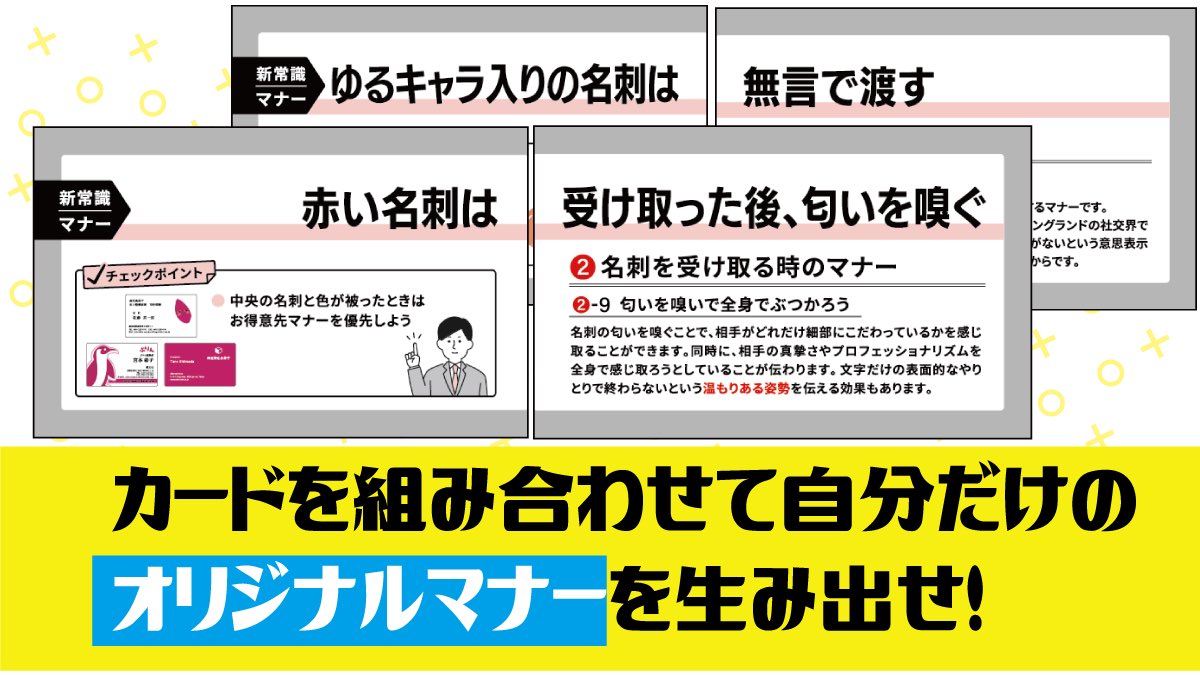 新常識
マナー
ゆるキャラ入りの名刺は
無言で渡す
るマナーです。
ングランドの社交界で
がないという意思表示
からです。
新常識
マナー
赤い名刺は
チェックポイント
中央の名刺と色が被ったときは
お得意先マナーを優先しよう
受け取った後、匂いを嗅ぐ
2 名刺を受け取る時のマナー
2-9 匂いを嗅いで全身でぶつかろう
名刺の匂いを嗅ぐことで、相手がどれだけ細部にこだわっているかを感じ
取ることができます。同時に、相手の真摯さやプロフェッショナリズムを
全身で感じ取ろうとしていることが伝わります。文字だけの表面的なやり
とりで終わらないという温もりある姿勢を伝える効果もあります。
カードを組み合わせて自分だけの
オリジナルマナーを生み出せ!